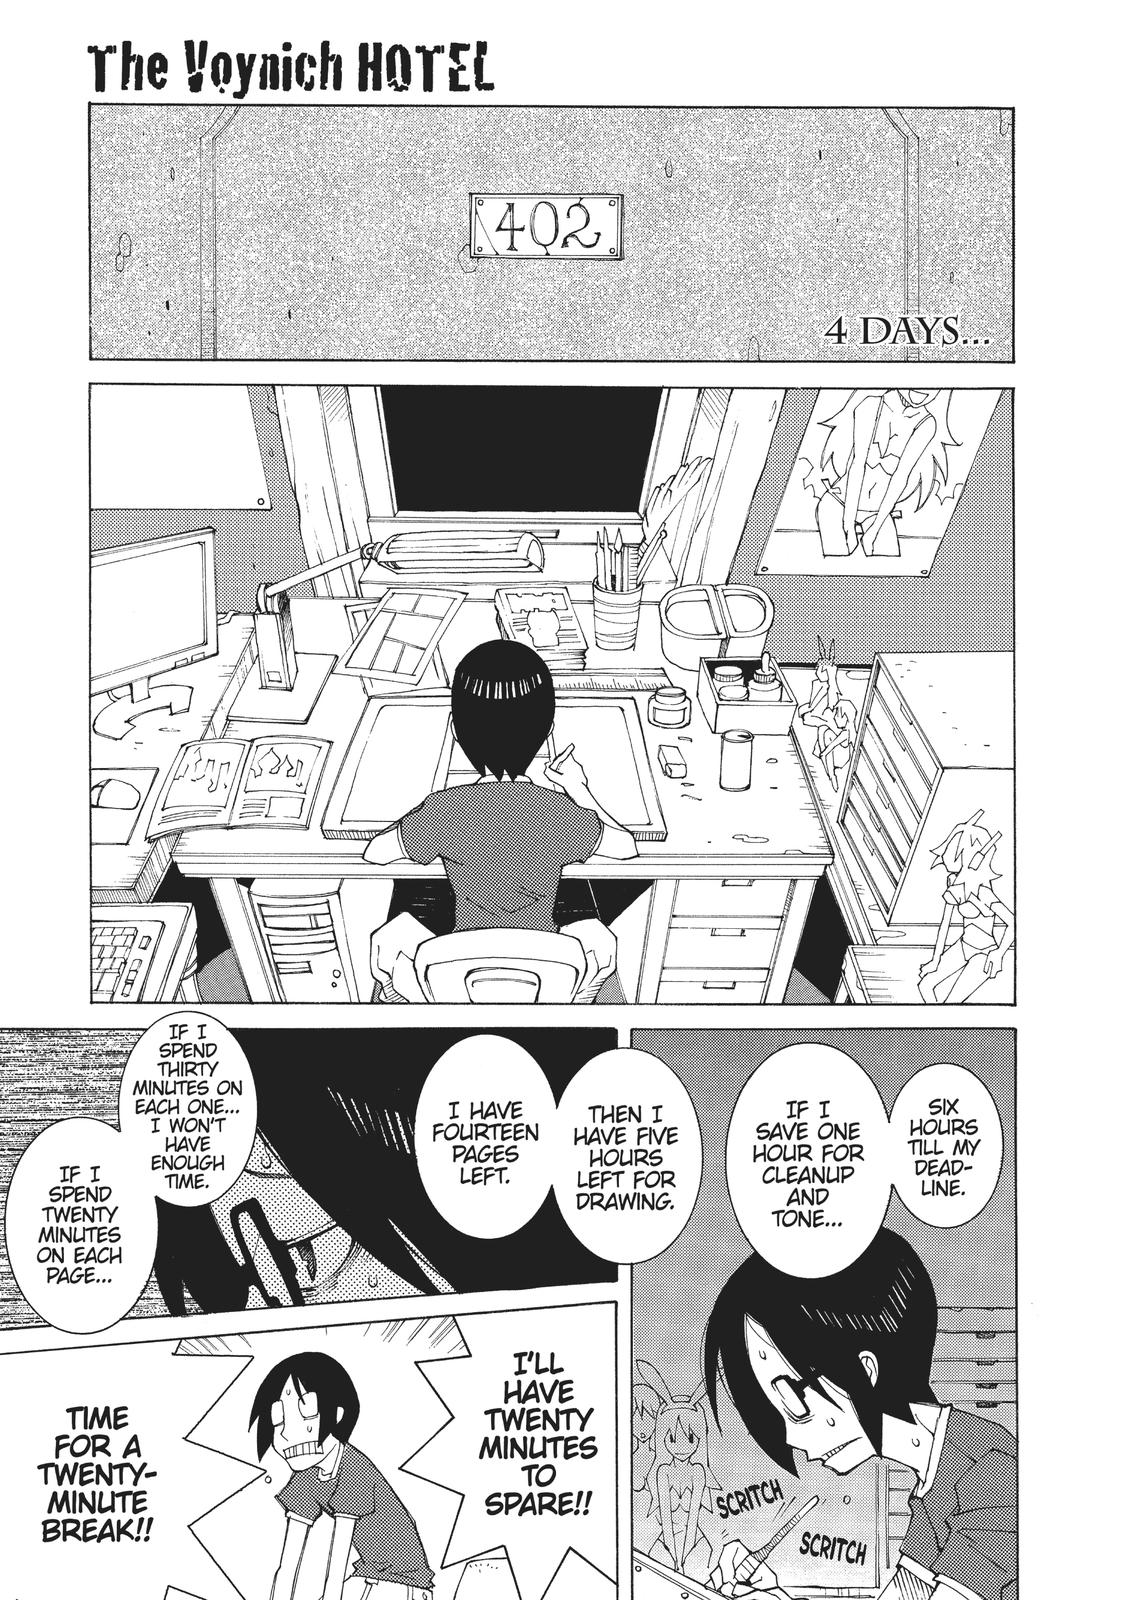 The Voynich HOTEL
402
4 DAYS...
SIX
HOURS
TILL MY
DEAD-
LINE.
IF I
SAVE ONE
HOUR FOR
CLEANUP
AND
TONE...
SCRITCH
SCRITCH
THEN I
HAVE FIVE
HOURS
LEFT FOR
DRAWING.
I HAVE
FOURTEEN
PAGES
LEFT.
IF I
SPEND
THIRTY
MINUTES ON
EACH ONE...
I WON'T
HAVE
ENOUGH
TIME.
IF I
SPEND
TWENTY
MINUTES
ON EACH
PAGE...
I'LL
HAVE
TWENTY
MINUTES
TO
SPARE!!
TIME
FOR A
TWENTY-
MINUTE
BREAK!!